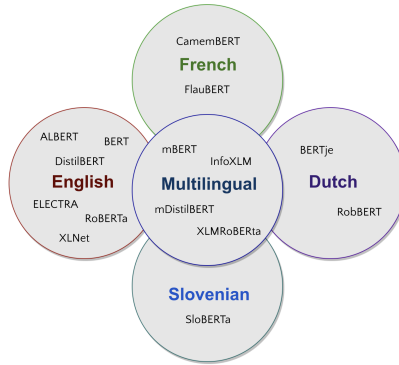 CamemBERT
French
FlauBERT
ALBERT
BERT
DistilBERT
English
ELECTRA
RoBERTa
XLNet
mBERT
InfoXLM
Multilingual
mDistilBERT
XLMRoBERta
BERTje
Dutch
RobBERT
Slovenian
SloBERTa